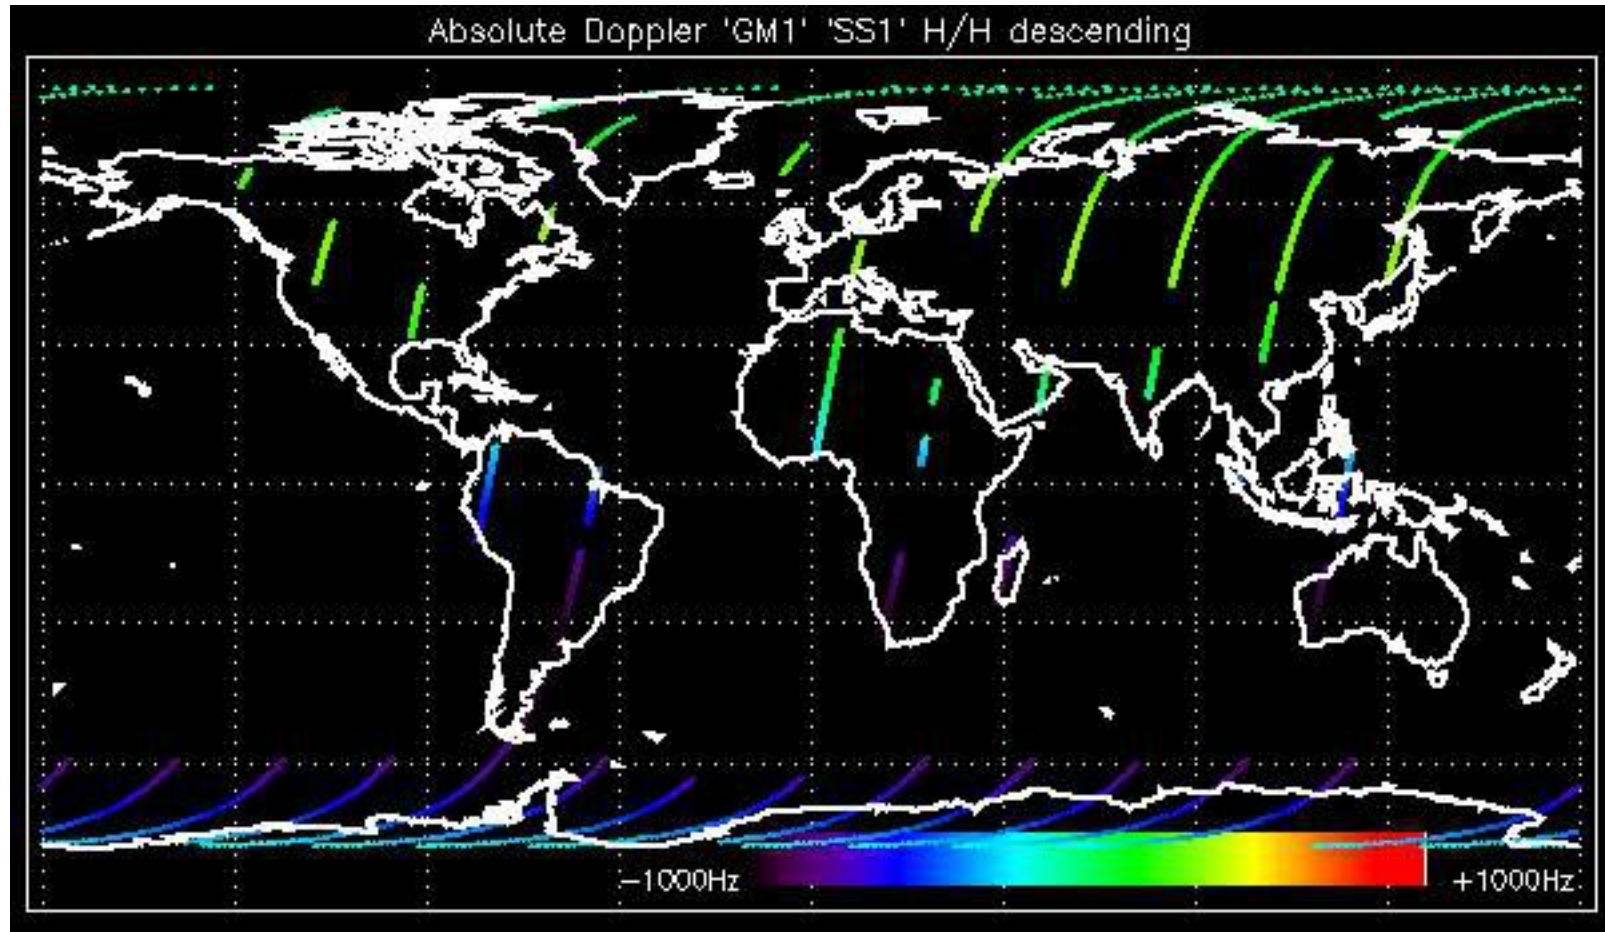 Absolute Doppler 'GM1' 'SS1' H/H descending
−1000Hz
+1000Hz